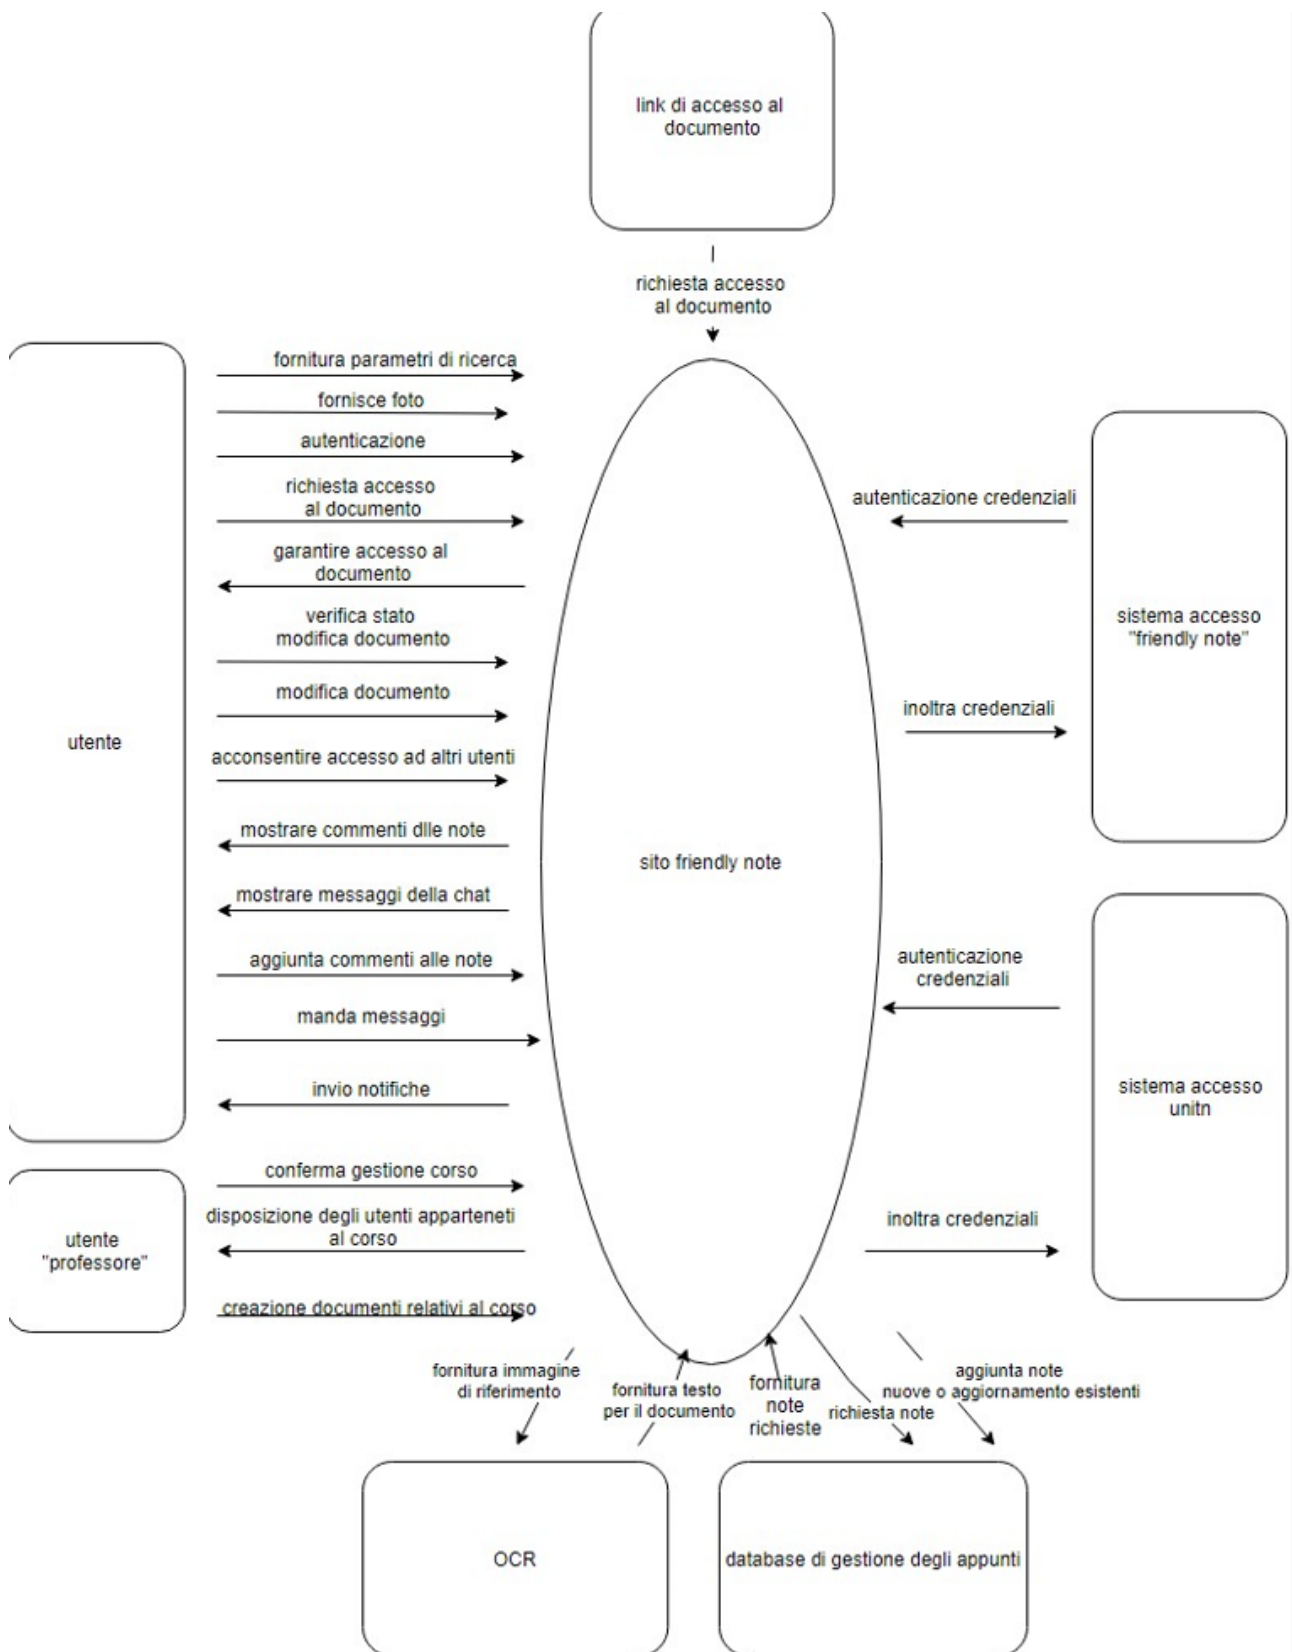 link di accesso al
documento
richiesta accesso
al documento
fornitura parametri di ricerca
fornisce foto
autenticazione
richiesta accesso
al documento
garantire accesso al
documento
verifica stato
modifica documento
modifica documento
acconsentire accesso ad altri utenti
mostrare commenti dlle note
mostrare messaggi della chat
aggiunta commenti alle note
manda messaggi
invio notifiche
utente
conferma gestione corso
disposizione degli utenti apparteneti
al corso
creazione documenti relativi al corso
utente
"professore"
sito friendly note
autenticazione credenziali
inoltra credenziali
sistema accesso
"friendly note"
autenticazione
credenziali
inoltra credenziali
sistema accesso
unitn
fornitura immagine
di riferimento
fornitura testo
per il documento
fornitura
note
richieste
richiesta note
aggiunta note
nuove o aggiornamento esistenti
OCR
database di gestione degli appunti